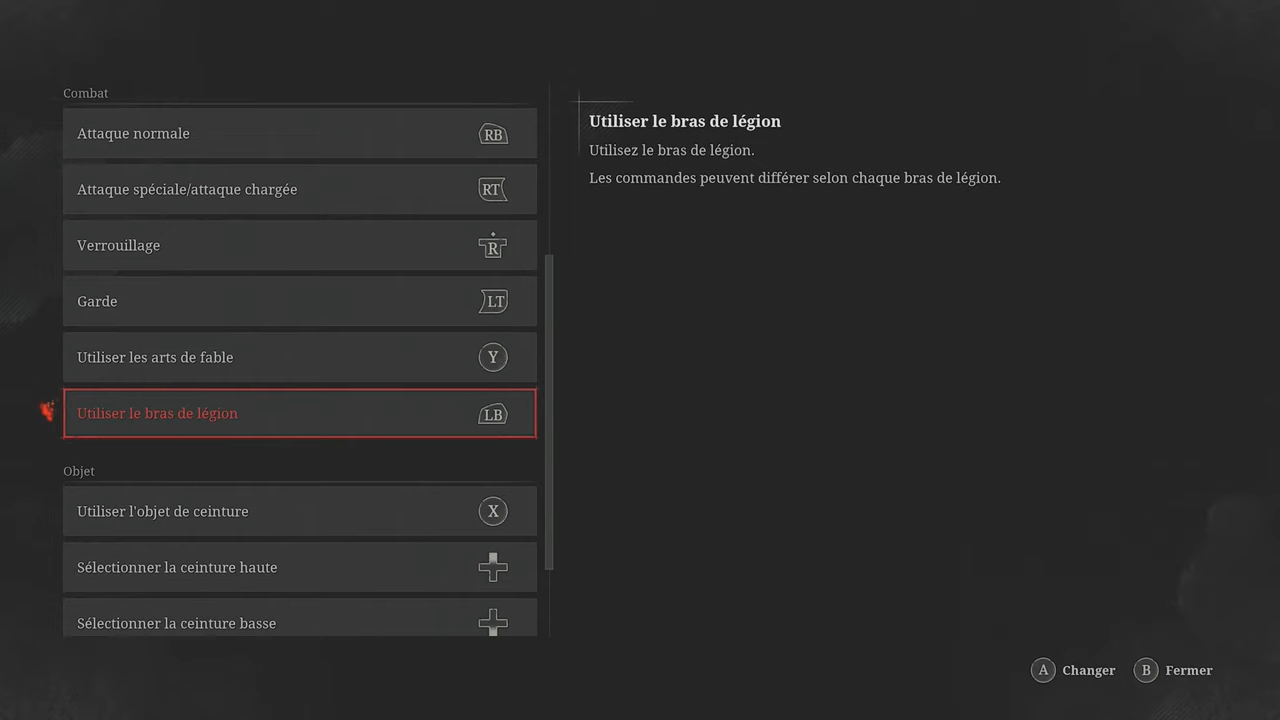 Combat
Attaque normale RB
Attaque spéciale/attaque chargée RT
Verrouillage R
Garde LT
Utiliser les arts de fable Y
Utiliser le bras de légion LB
Objet
Utiliser l'objet de ceinture X
Sélectionner la ceinture haute
Sélectionner la ceinture basse
Utiliser le bras de légion
Utilisez le bras de légion.
Les commandes peuvent différer selon chaque bras de légion.
A Changer B Fermer